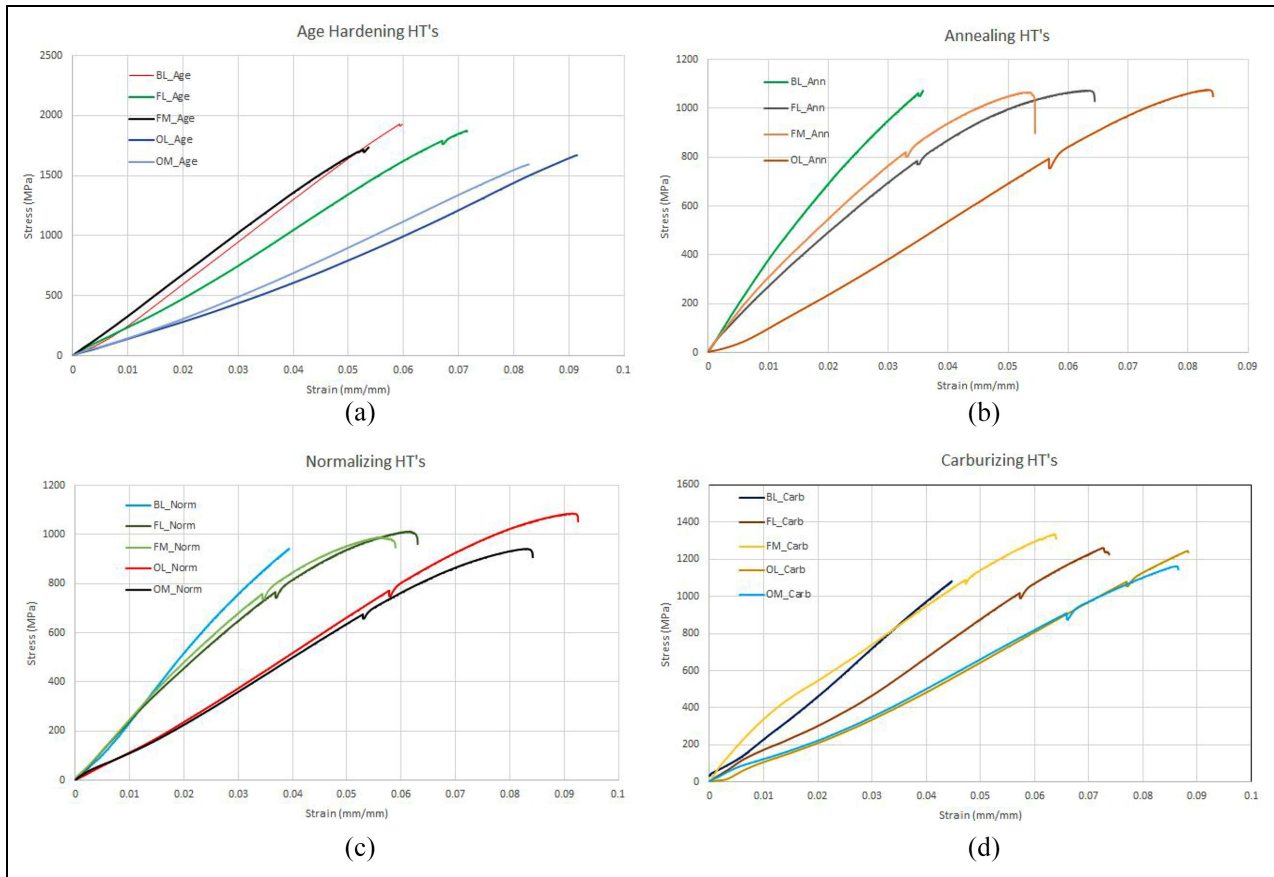 Age Hardening HT's
2500
2000
1500
1000
500
0
Stress (MPa)
BL_Age
FL_Age
FM_Age
OL_Age
OM_Age
0 0.01 0.02 0.03 0.04 0.05 0.06 0.07 0.08 0.09 0.1
Strain (mm/mm)
(a)
Annealing HT's
1200
1000
800
600
400
200
0
Stress (MPa)
BL_Ann
FL_Ann
FM_Ann
OL_Ann
0 0.01 0.02 0.03 0.04 0.05 0.06 0.07 0.08 0.09
Strain (mm/mm)
(b)
Normalizing HT's
1200
1000
800
600
400
200
0
Stress (MPa)
BL_Norm
FL_Norm
FM_Norm
OL_Norm
OM_Norm
0 0.01 0.02 0.03 0.04 0.05 0.06 0.07 0.08 0.09 0.1
Strain (mm/mm)
(c)
Carburizing HT's
1600
1400
1200
1000
800
600
400
200
0
Stress (MPa)
BL_Carb
FL_Carb
FM_Carb
OL_Carb
OM_Carb
0 0.01 0.02 0.03 0.04 0.05 0.06 0.07 0.08 0.09 0.1
Strain (mm/mm)
(d)